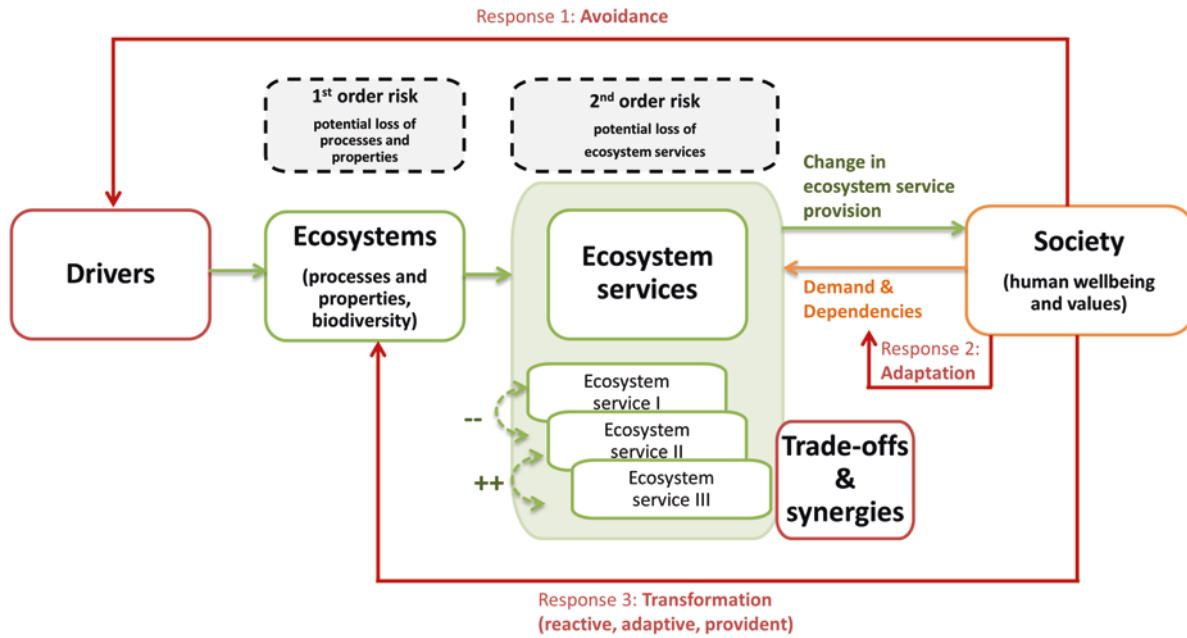 Response 1: Avoidance
1st order risk
potential loss of
processes and
properties
2nd order risk
potential loss of
ecosystem services
Drivers
Ecosystems
(processes and
properties,
biodiversity)
Ecosystem
services
Change in
ecosystem service
provision
Demand &
Dependencies
Society
(human wellbeing
and values)
Response 2:
Adaptation
Ecosystem
service I
--
Ecosystem
service II
++
Ecosystem
service III
Trade-offs
&
synergies
Response 3: Transformation
(reactive, adaptive, provident)